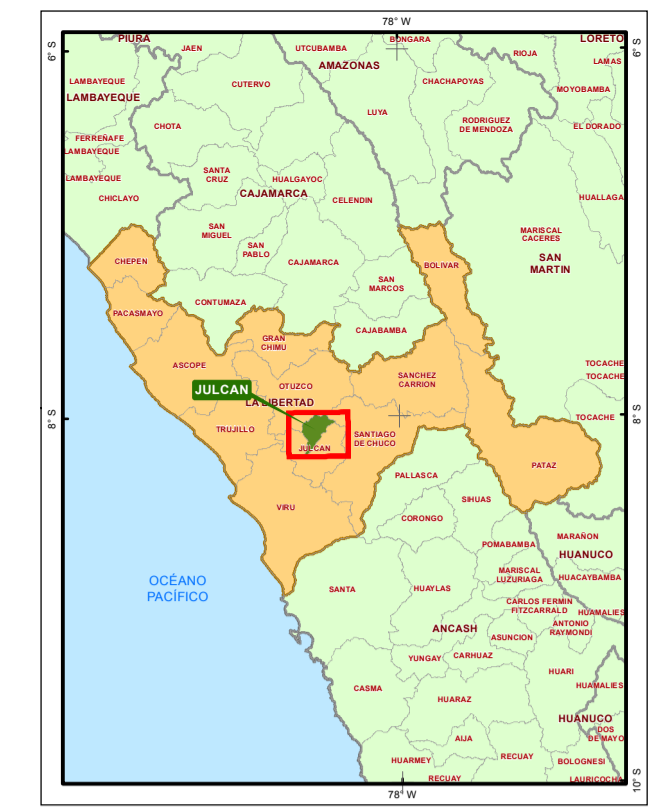 78° W
6° S
6° S
PIURA
JAEN
UTCUBAMBA
BONGARA
LORETO
AMAZONAS
RIOJA
LAMAS
LAMBAYEQUE
CUTERVO
CHACHAPOYAS
MOYOBAMBA
LAMBAYEQUE
LUYA
CHOTA
RODRIGUEZ
DE MENDOZA
EL DORADO
FERREÑAFE
LAMBAYEQUE
LAMBAYEQUE
SANTA
CRUZ
HUALGAYOC
CAJAMARCA
CHICLAYO
CELENDIN
HUALLAGA
SAN
MIGUEL
SAN
PABLO
MARISCAL
CACERES
CHEPEN
CAJAMARCA
BOLIVAR
SAN
MARTIN
SAN
MARCOS
CONTUMAZA
PACASMAYO
CAJABAMBA
GRAN
CHIMU
ASCOPE
TOCACHE
TOCACHE
SANCHEZ
CARRION
OTUZCO
JULCAN
LA LIBERTAD
8° S
8° S
TOCACHE
TRUJILLO
SANTIAGO
DE CHUCO
JULCAN
PATAZ
PALLASCA
SIHUAS
VIRU
CORONGO
MARAÑON
POMABAMBA
HUANUCO
OCÉANO
PACÍFICO
MARISCAL
LUZURIAGA
HUACAYBAMBA
SANTA
HUAYLAS
CARLOS FERMIN
FITZCARRALD
HUAMALIES
ANCASH
ANTONIO
RAYMONDI
ASUNCION
YUNGAY
CARHUAZ
HUARI
CASMA
HUAMALIES
HUARAZ
HUANUCO
DOS
DE MAYO
AIJA
HUARMEY
RECUAY
BOLOGNESI
RECUAY
LAURICOCHA
10° S
78° W